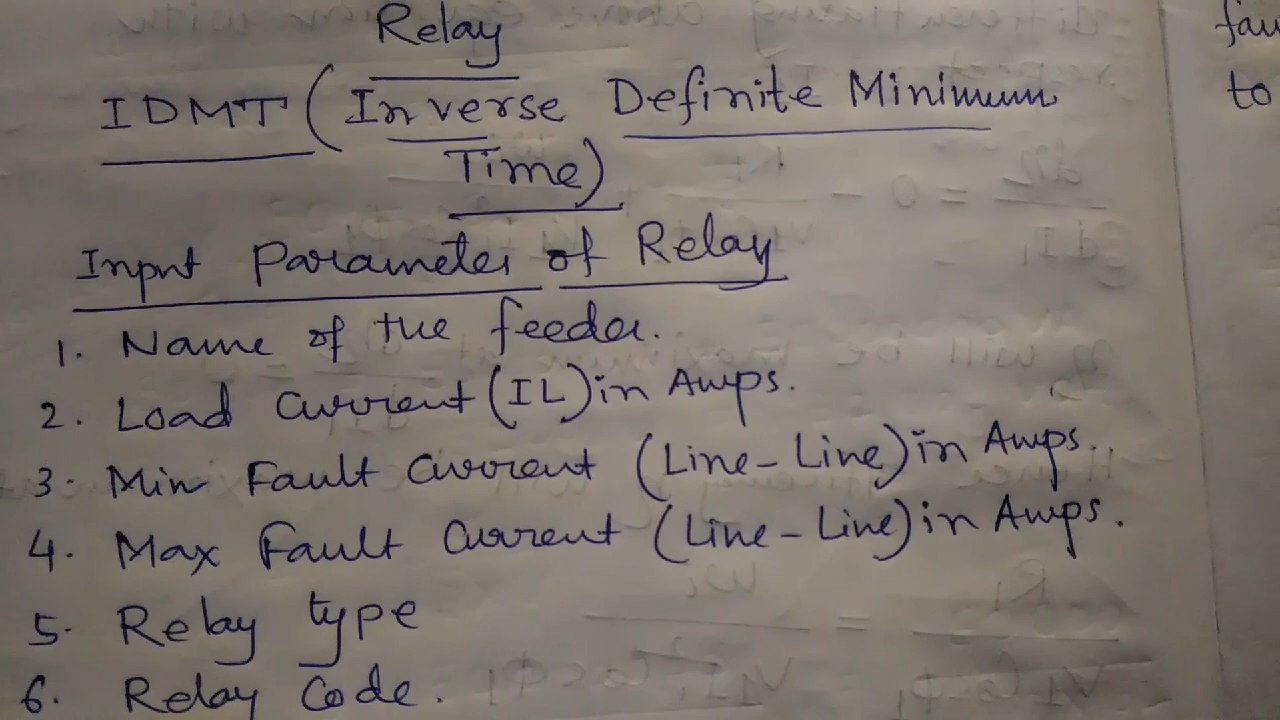 Relay
IDMT (Inverse Definite Minimum
Time)
Input Parameter of Relay
1. Name of the feeder.
2. Load Current (IL) in Amps.
3. Min Fault Current (Line-Line) in Amps.
4. Max Fault Current (Line-Line) in Amps.
5. Relay type
6. Relay Code.
to